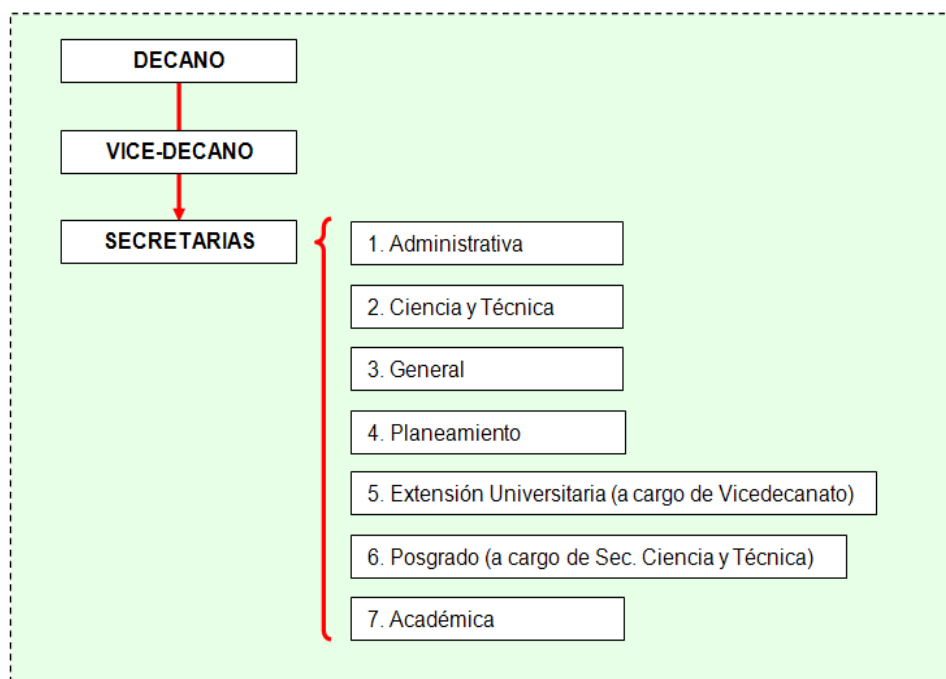 DECANO
VICE-DECANO
SECRETARIAS
1. Administrativa
2. Ciencia y Técnica
3. General
4. Planeamiento
5. Extensión Universitaria (a cargo de Vicedecanato)
6. Posgrado (a cargo de Sec. Ciencia y Técnica)
7. Académica